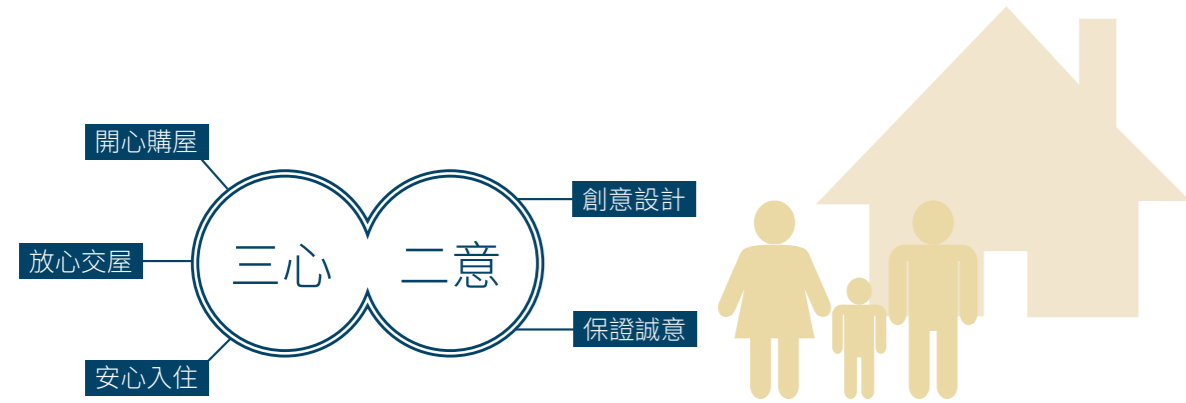 開心購屋
放心交屋
安心入住
三心 二意
創意設計
保證誠意